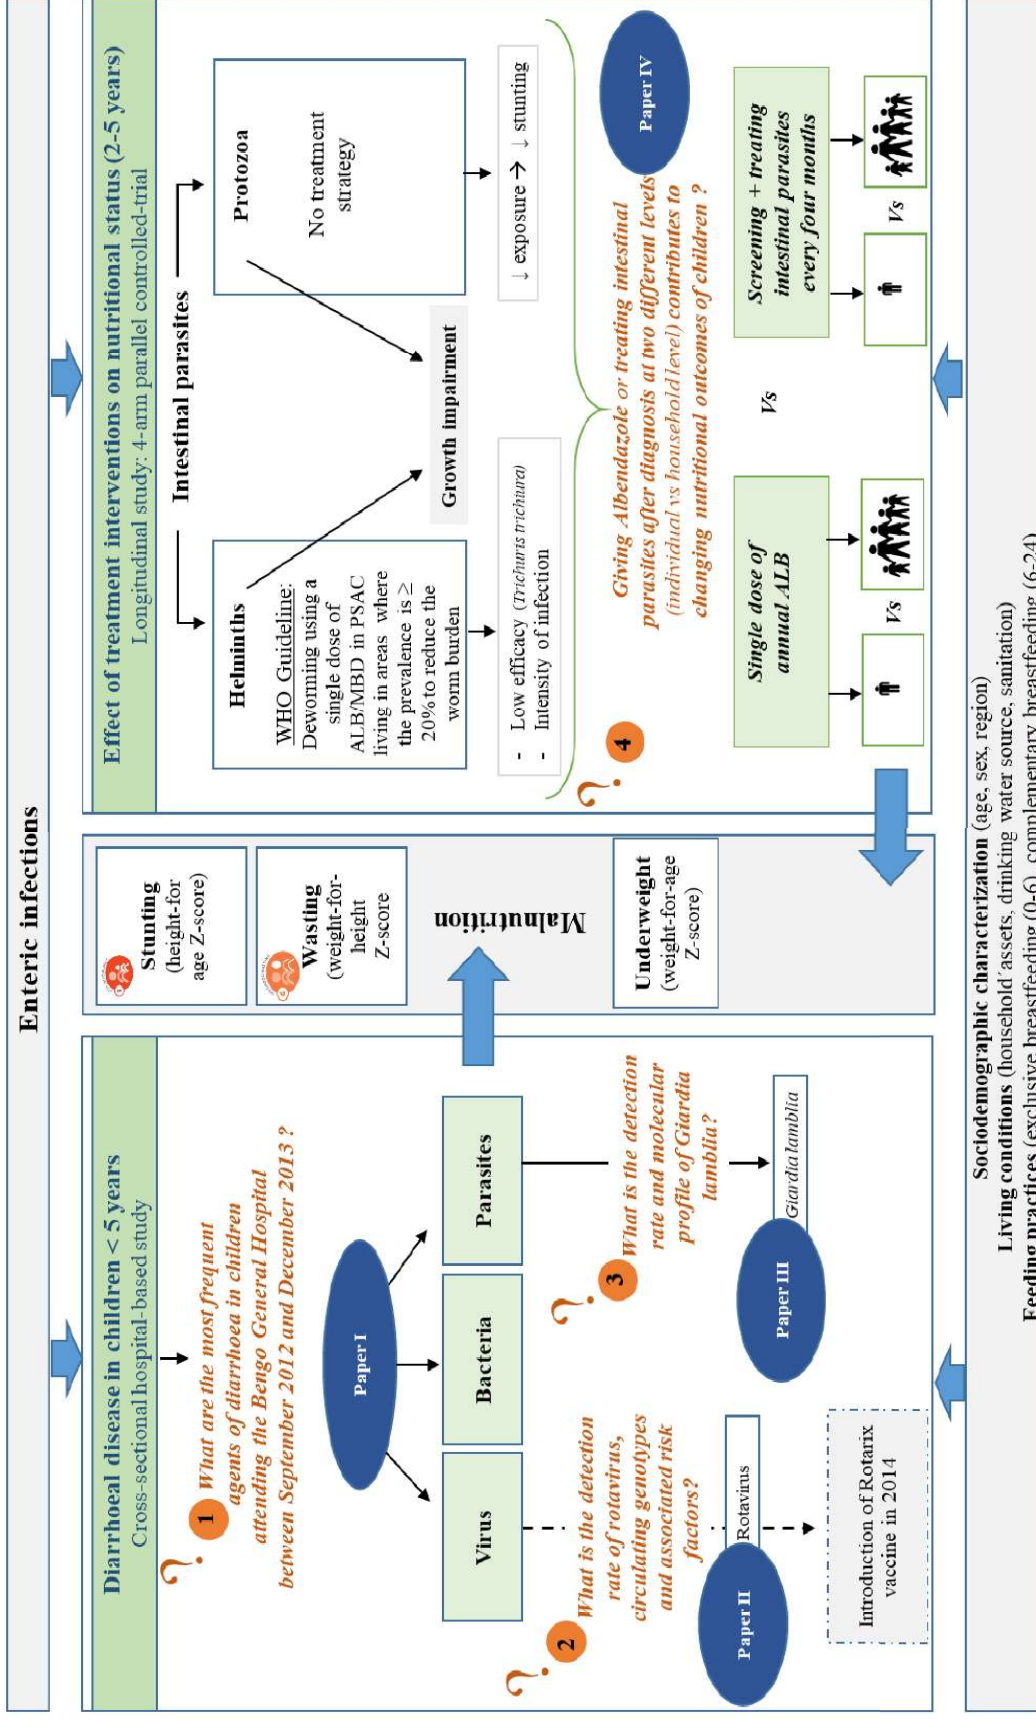 Enteric infections
Diarrhoeal disease in children < 5 years
Cross-sectional hospital-based study
1
What are the most frequent
agents of diarrhoea in children
attending the Bengo General Hospital
between September 2012 and December 2013 ?
Paper I
Virus
Bacteria
Parasites
2
What is the detection
rate of rotavirus,
circulating genotypes
and associated risk
factors?
Paper II
Rotavirus
Introduction of Rotarix
vaccine in 2014
3
What is the detection
rate and molecular
profile of Giardia
lamblia?
Paper III
Giardia lamblia
Stunting
(height-for
age Z-score)
Wasting
(weight-for-
height
Z-score
Malnutrition
Underweight
(weight-for-age
Z-score)
Effect of treatment interventions on nutritional status (2-5 years)
Longitudinal study: 4-arm parallel controlled-trial
Intestinal parasites
Helminths
WHO Guideline:
Deworming using a
single dose of
ALB/MBD in PSAC
living in areas where
the prevalence is ≥
20% to reduce the
worm burden
Protozoa
No treatment
strategy
Growth impairment
- Low efficacy (Trichuris trichiura)
- Intensity of infection
↓ exposure → ↓ stunting
4
Giving Albendazole or treating intestinal
parasites after diagnosis at two different levels
(individual vs household level) contributes to
changing nutritional outcomes of children ?
Paper IV
Single dose of
annual ALB
Vs
Vs
Screening + treating
intestinal parasites
every four months
Vs
Sociodemographic characterization (age, sex, region)
Living conditions (household assets, drinking water source, sanitation)
Feeding practices (exclusive breastfeeding (0-6), complementary breastfeeding (6-24)